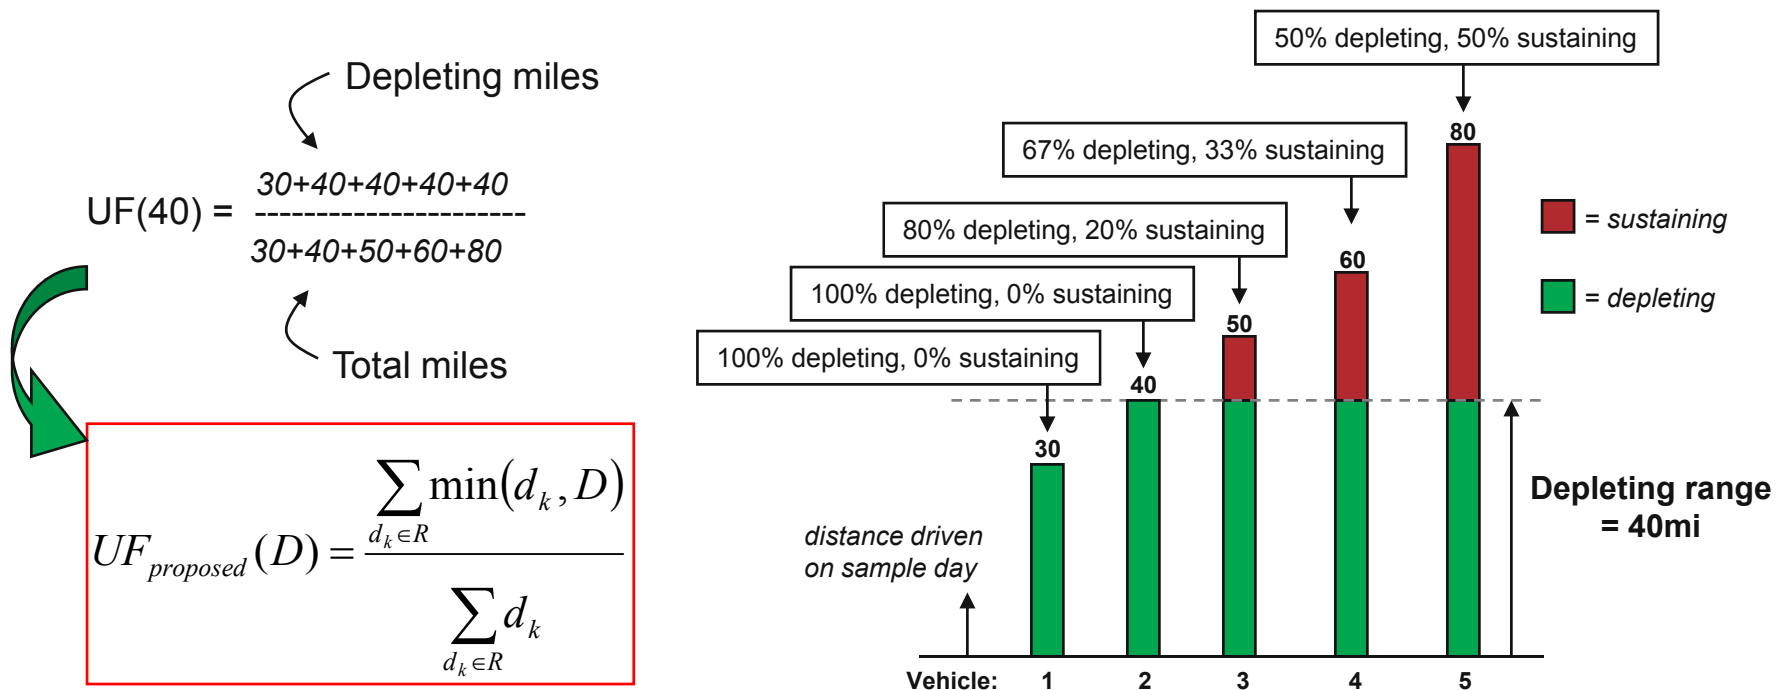 Depleting miles
30+40+40+40+40
UF(40) = ---------------------
30+40+50+60+80
Total miles
UF_proposed(D) = ∑_{d_k∈R} min(d_k, D) / ∑_{d_k∈R} d_k
50% depleting, 50% sustaining
67% depleting, 33% sustaining
80% depleting, 20% sustaining
100% depleting, 0% sustaining
100% depleting, 0% sustaining
30
40
50
60
80
= sustaining
= depleting
Depleting range
= 40mi
distance driven
on sample day
Vehicle: 1 2 3 4 5